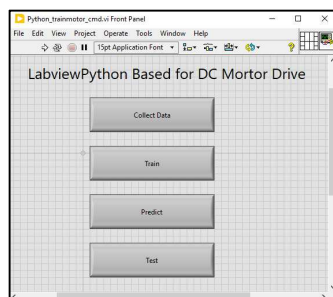 Python_trainmotor_cmd.vi Front Panel
File Edit View Project Operate Tools Window Help
15pt Application Font
LabviewPython Based for DC Mortor Drive
Collect Data
Train
Predict
Test